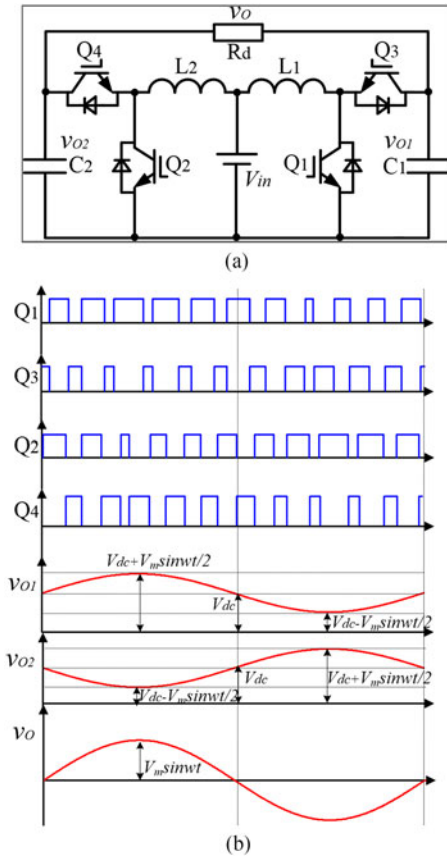 vO
Q4
Rd
Q3
L2
L1
vO2
C2
Q2
Vin
Q1
vO1
C1
(a)
Q1
Q3
Q2
Q4
Vdc+Vmsinwt/2
vO1
Vdc
Vdc-Vmsinwt/2
vO2
Vdc
Vdc-Vmsinwt/2
Vdc+Vmsinwt/2
vO
Vmsinwt
(b)